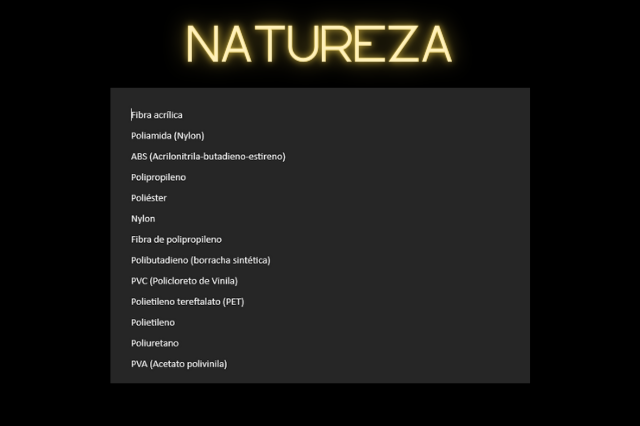 NATUREZA
Fibra acrílica
Poliamida (Nylon)
ABS (Acrilonitrila-butadieno-estireno)
Polipropileno
Poliéster
Nylon
Fibra de polipropileno
Polibutadieno (borracha sintética)
PVC (Policloreto de Vinila)
Polietileno tereftalato (PET)
Polietileno
Poliuretano
PVA (Acetato polivinila)